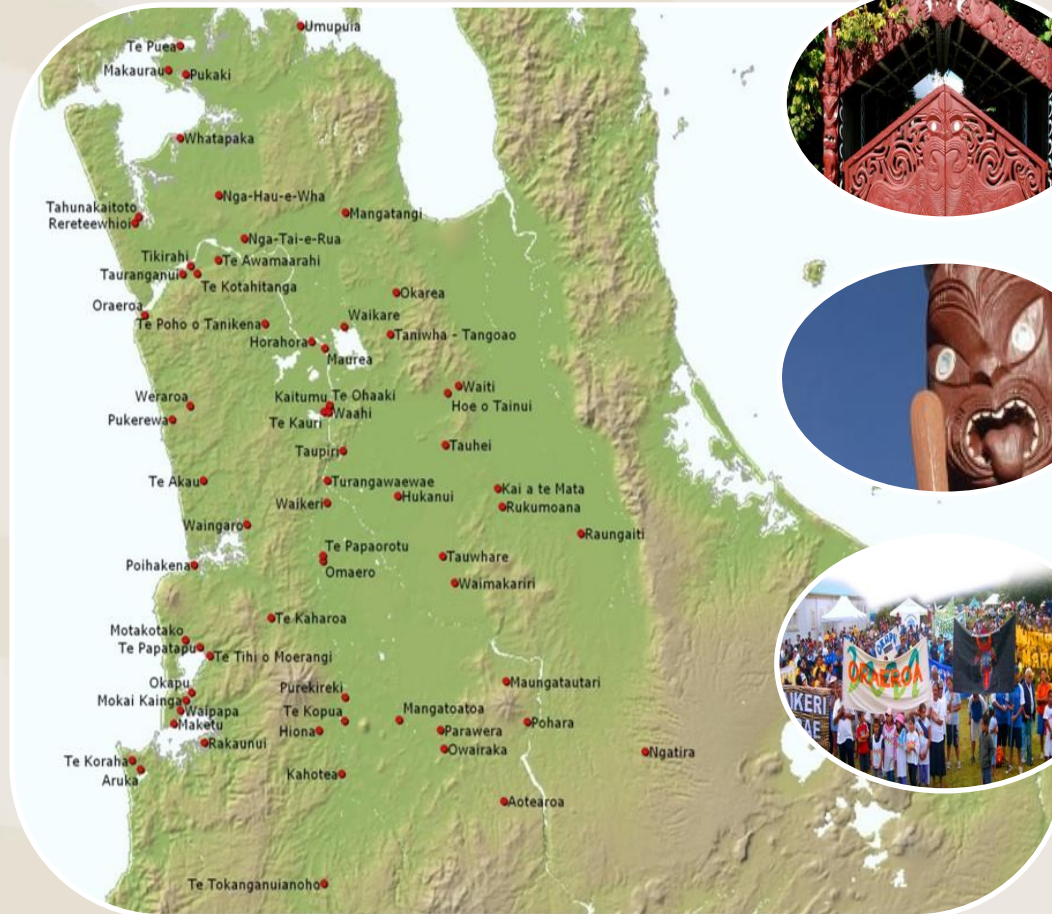 Umupuia
Te Puea
Makaurau
Pukaki
Whatapaka
Nga-Hau-e-Wha
Tahunakaitoto
Rereteewhioi
Mangatangi
Nga-Tai-e-Rua
Tikirahi
Te Awamaarahi
Tauranganui
Te Kotahitanga
Okarea
Oraeroa
Te Poho o Tanikena
Waikare
Horahora
Taniwha - Tangoao
Maurea
Waiti
Weraroa
Kaitumu
Te Ohaaki
Hoe o Tainui
Pukerewa
Waahi
Te Kauri
Taupiri
Tauhei
Te Akau
Turangawaewae
Hukanui
Kai a te Mata
Waikeri
Rukumoana
Waingaro
Raungaiti
Te Papaorotu
Tauwhare
Poihakena
Omaero
Waimakariri
Te Kaharoa
Motakotako
Te Papatapu
Te Tihi o Moerangi
Okapu
Purekireki
Maungatautari
Mokai Kainga
Waipapa
Te Kopua
Mangatoatoa
Maketu
Hiona
Parawera
Pohara
Rakaunui
Owairaka
Ngatira
Te Koraha
Aruka
Kahotea
Aotearoa
Te Tokanganuianoho
ORAEROA
IKERI